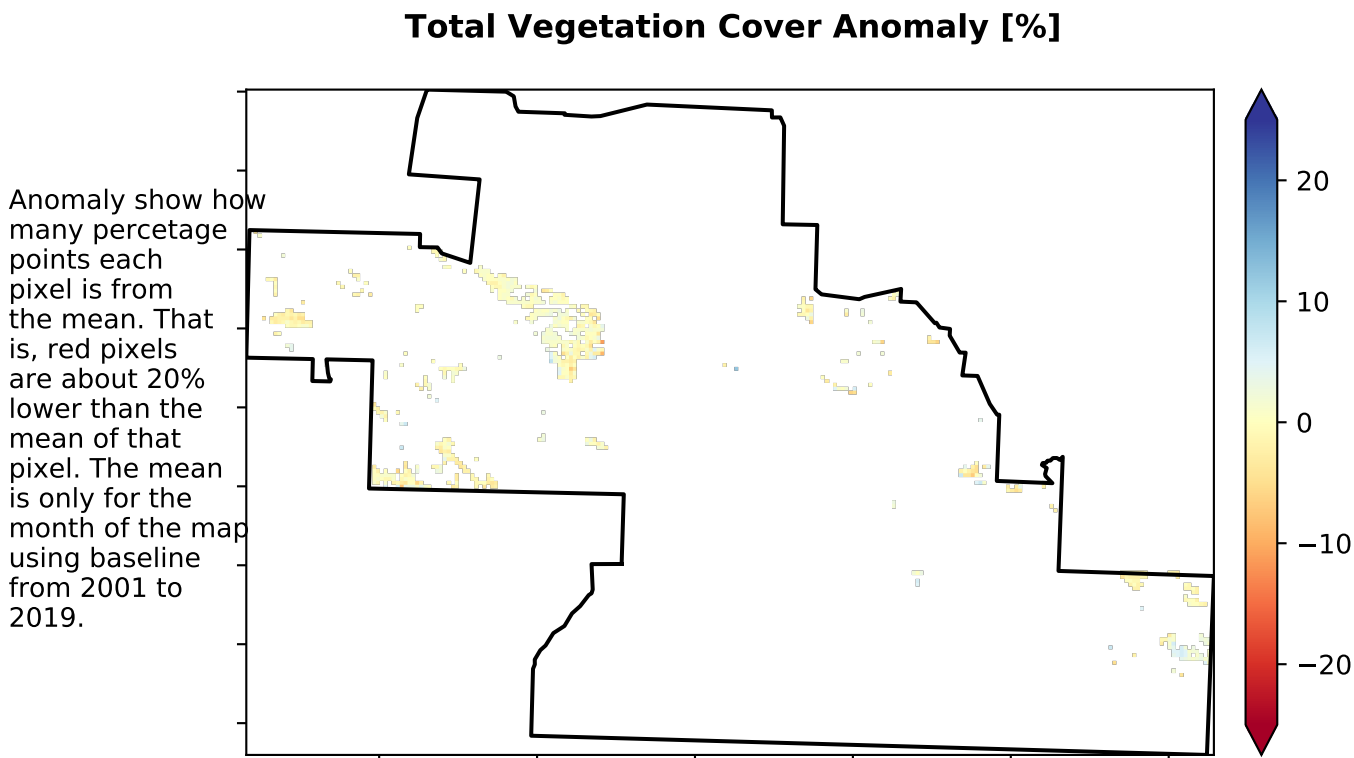 Total Vegetation Cover Anomaly [%]
Anomaly show how
many percetage
points each
pixel is from
the mean. That
is, red pixels
are about 20%
lower than the
mean of that
pixel. The mean
is only for the
month of the map
using baseline
from 2001 to
2019.
20
10
0
−10
−20